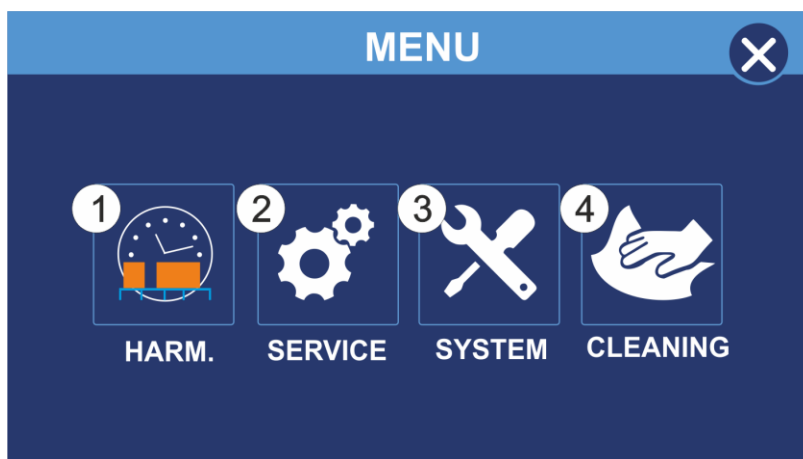 MENU
1
2
3
4
HARM.
SERVICE
SYSTEM
CLEANING